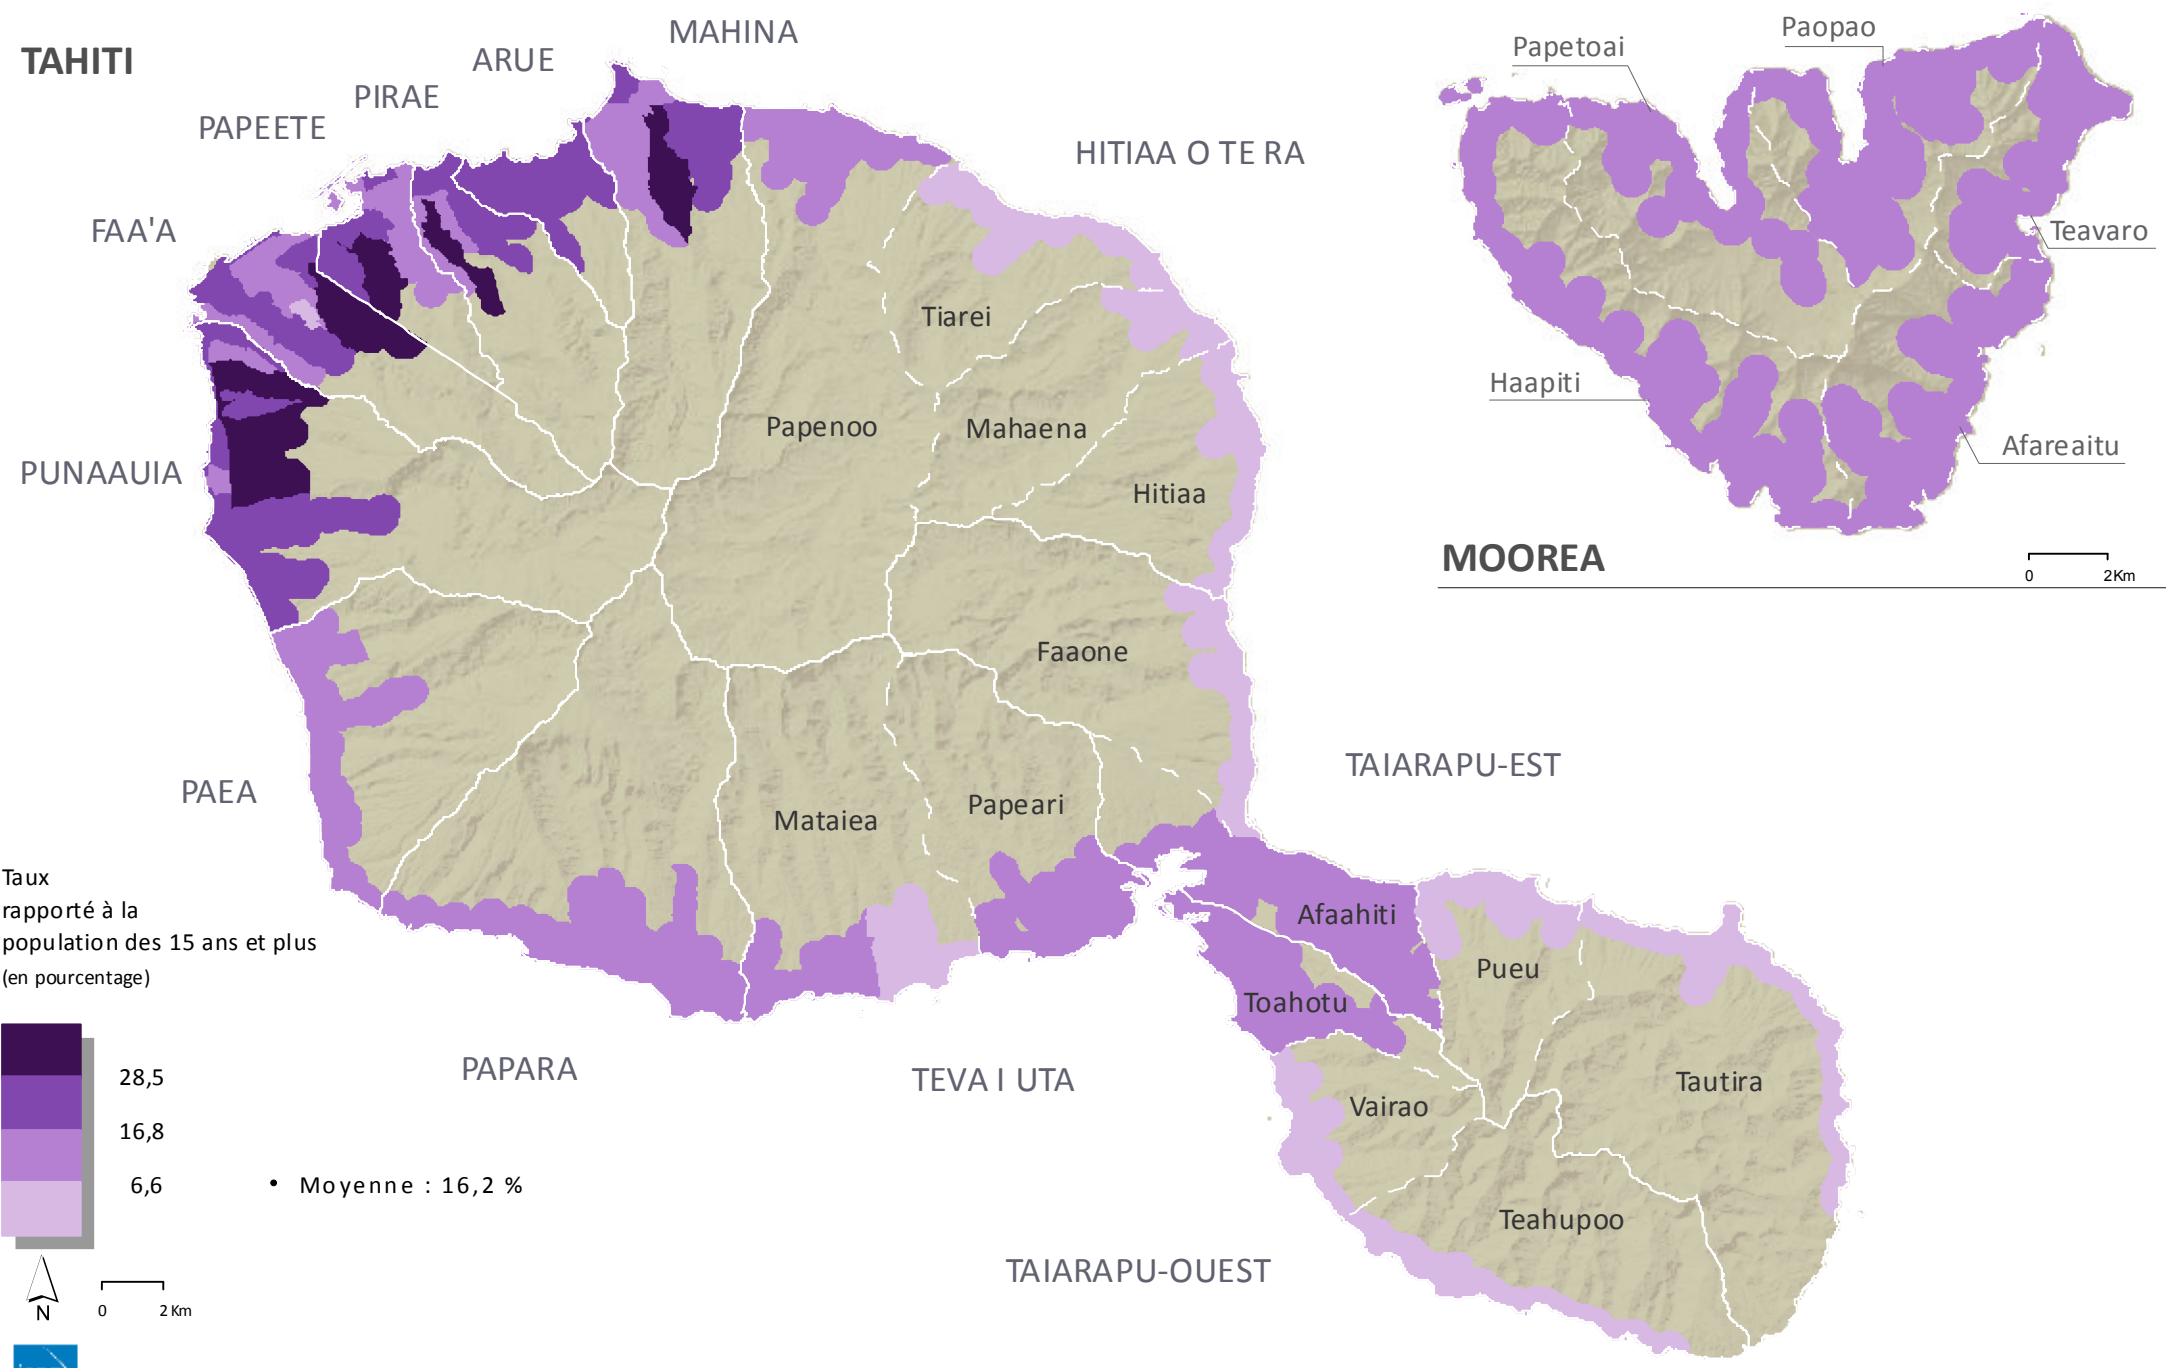 TAHITI
MAHINA
ARUE
PIRAE
PAPEETE
FAA'A
HITIAA O TE RA
Papetoai
Paopao
Teavaro
Haapiti
Afareaitu
MOOREA
0 2Km
Tiarei
Papenoo
Mahaena
Hitiaa
PUNAAUIA
Faaone
TAIARAPU-EST
PAEA
Mataiea
Papeari
Afaahiti
Pueu
Toahotu
Tautira
Vairao
Teahupoo
PAPARA
TEVA I UTA
TAIARAPU-OUEST
Taux
rapporté à la
population des 15 ans et plus
(en pourcentage)
28,5
16,8
6,6
• Moyenne : 16,2 %
N
0 2 Km